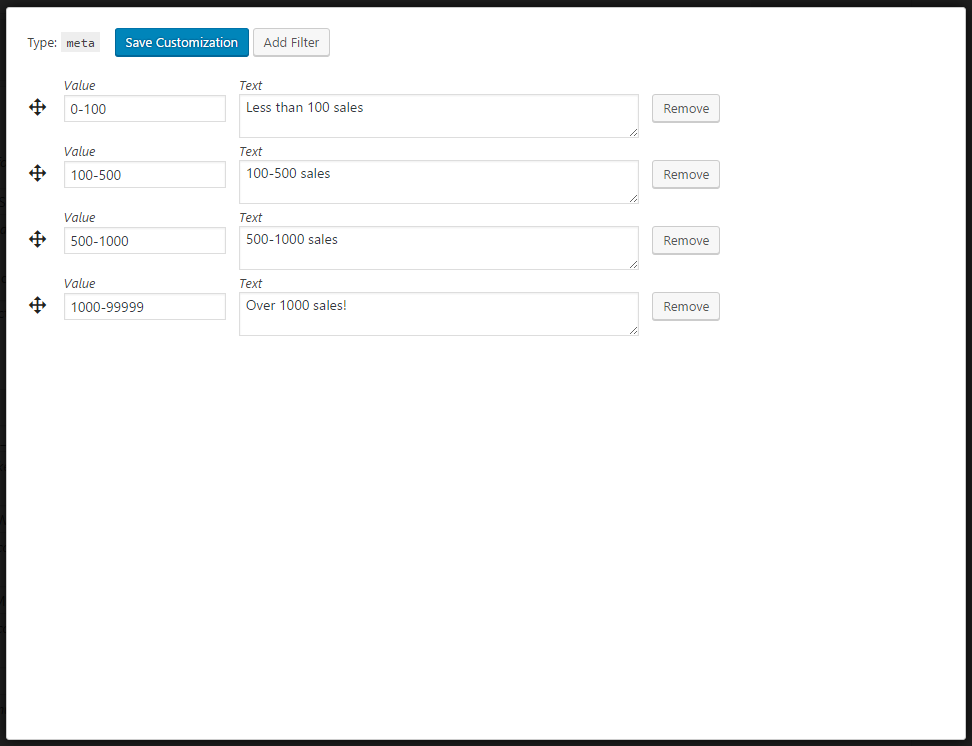 Type: meta Save Customization Add Filter
Value Text
0-100 Less than 100 sales Remove
Value Text
100-500 100-500 sales Remove
Value Text
500-1000 500-1000 sales Remove
Value Text
1000-99999 Over 1000 sales! Remove